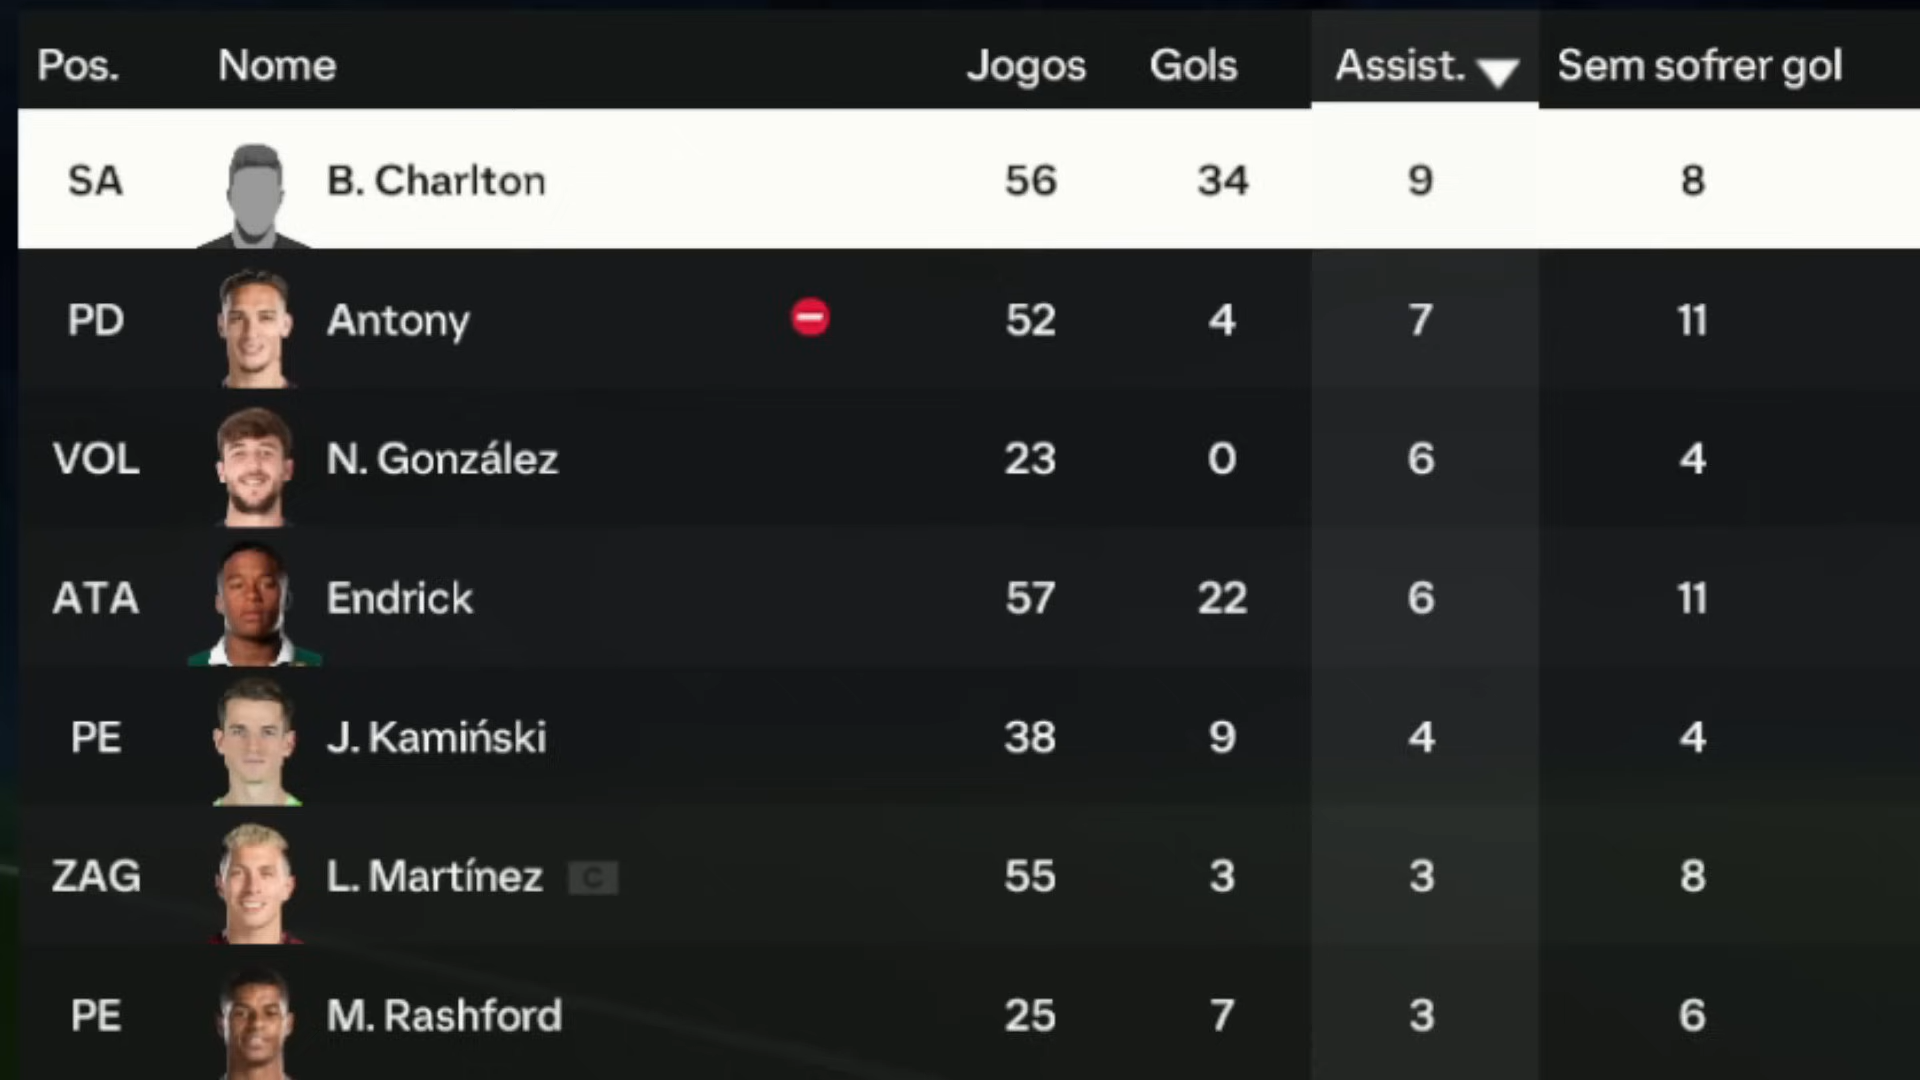 Pos. Nome Jogos Gols Assist. Sem sofrer gol
SA B. Charlton 56 34 9 8
PD Antony 52 4 7 11
VOL N. González 23 0 6 4
ATA Endrick 57 22 6 11
PE J. Kamiński 38 9 4 4
ZAG L. Martínez C 55 3 3 8
PE M. Rashford 25 7 3 6